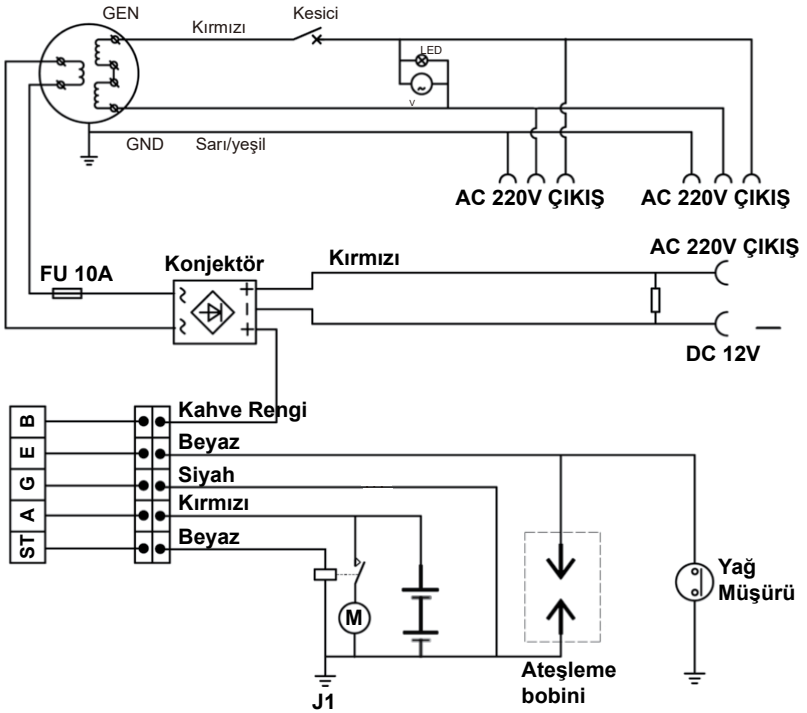 GEN
Kesici
Kırmızı
LED
V
GND
Sarı/yeşil
AC 220V ÇIKIŞ
AC 220V ÇIKIŞ
AC 220V ÇIKIŞ
Kırmızı
Konjektör
FU 10A
DC 12V
B
Kahve Rengi
E
Beyaz
G
Siyah
A
Kırmızı
ST
Beyaz
M
Yağ
Müşürü
Ateşleme
bobini
J1